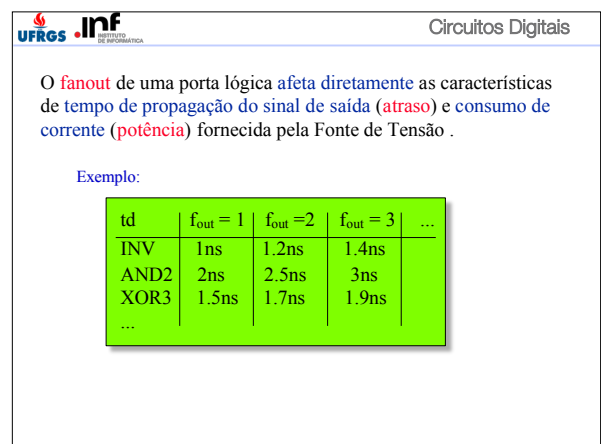 UFRGS .Inf INSTITUTO DE INFORMÁTICA Circuitos Digitais
O fanout de uma porta lógica afeta diretamente as características
de tempo de propagação do sinal de saída (atraso) e consumo de
corrente (potência) fornecida pela Fonte de Tensão .
Exemplo:
td fout = 1 fout =2 fout = 3 ...
INV 1ns 1.2ns 1.4ns
AND2 2ns 2.5ns 3ns
XOR3 1.5ns 1.7ns 1.9ns
...